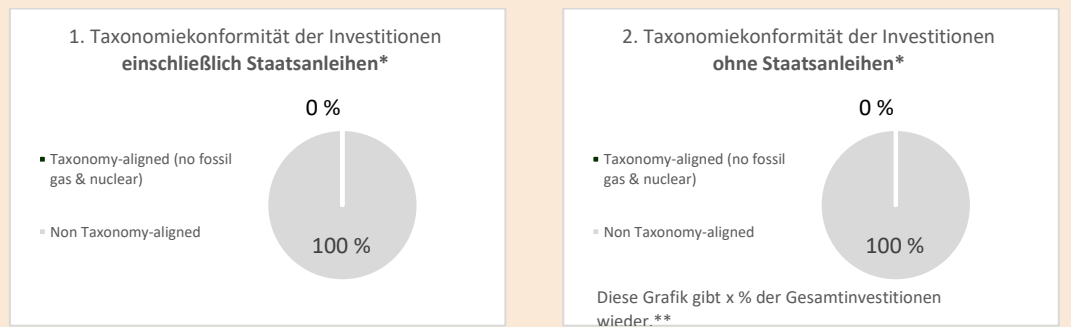 1. Taxonomiekonformität der Investitionen
einschließlich Staatsanleihen*
0 %
Taxonomy-aligned (no fossil
gas & nuclear)
Non Taxonomy-aligned
100 %
2. Taxonomiekonformität der Investitionen
ohne Staatsanleihen*
0 %
Taxonomy-aligned (no fossil
gas & nuclear)
Non Taxonomy-aligned
100 %
Diese Grafik gibt x % der Gesamtinvestitionen
wieder.**